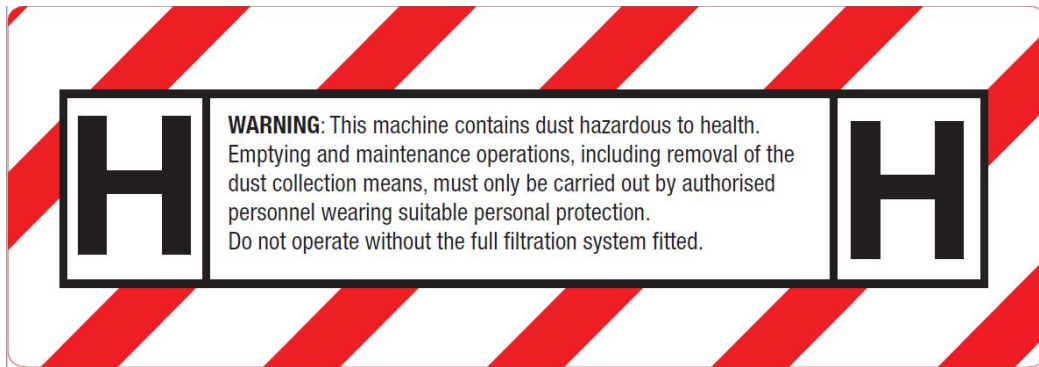 H
WARNING: This machine contains dust hazardous to health.
Emptying and maintenance operations, including removal of the
dust collection means, must only be carried out by authorised
personnel wearing suitable personal protection.
Do not operate without the full filtration system fitted.
H